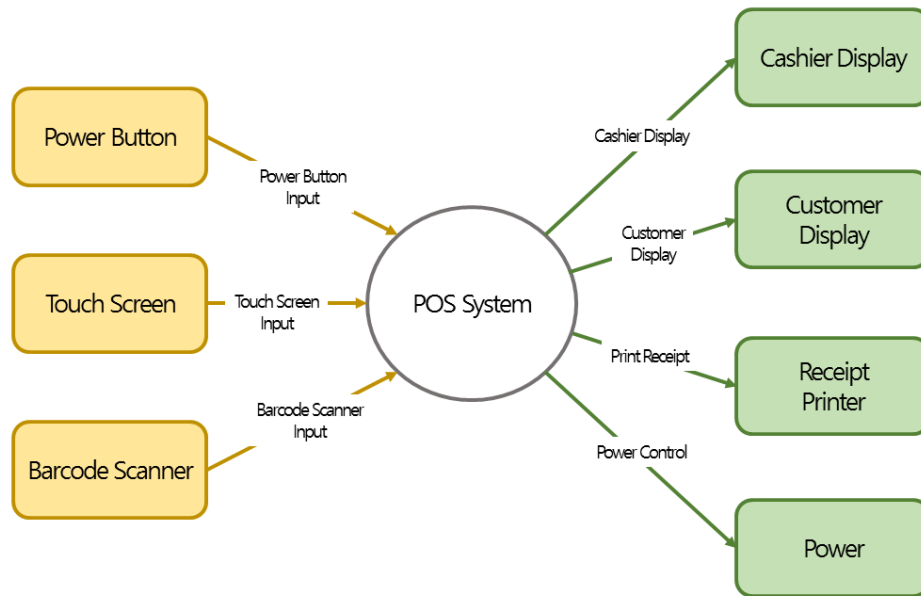 Cashier Display
Power Button
Cashier Display
Power Button
Input
Customer
Display
Customer
Display
Touch Screen
Touch Screen
Input
POS System
Print Receipt
Receipt
Printer
Barcode Scanner
Input
Barcode Scanner
Power Control
Power